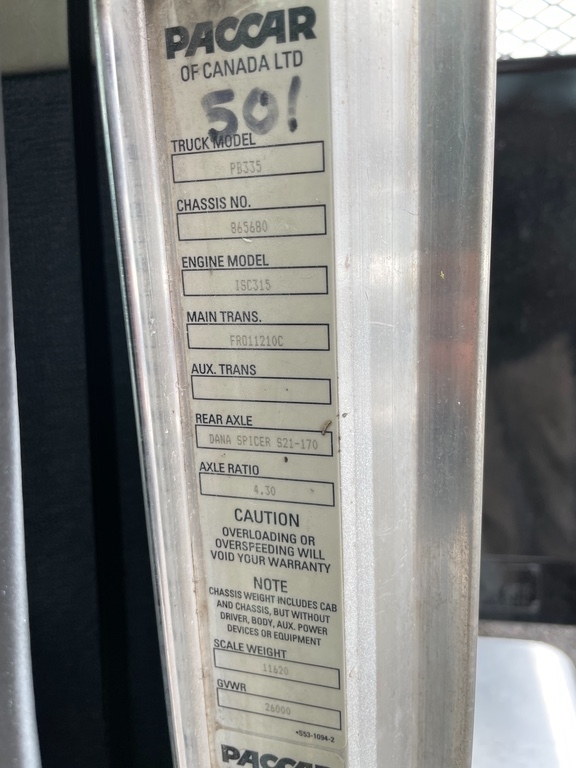 PACCAR
OF CANADA LTD
50!
TRUCK MODEL
PB335
CHASSIS NO.
865680
ENGINE MODEL
ISC315
MAIN TRANS.
FRO11210C
AUX. TRANS
REAR AXLE
DANA SPICER S21-170
AXLE RATIO
4.30
CAUTION
OVERLOADING OR
OVERSPEEDING WILL
VOID YOUR WARRANTY
NOTE
CHASSIS WEIGHT INCLUDES CAB
AND CHASSIS, BUT WITHOUT
DRIVER, BODY, AUX. POWER
DEVICES OR EQUIPMENT
SCALE WEIGHT
11620
GVWR
26000
*S53-1094-2
PACCAR